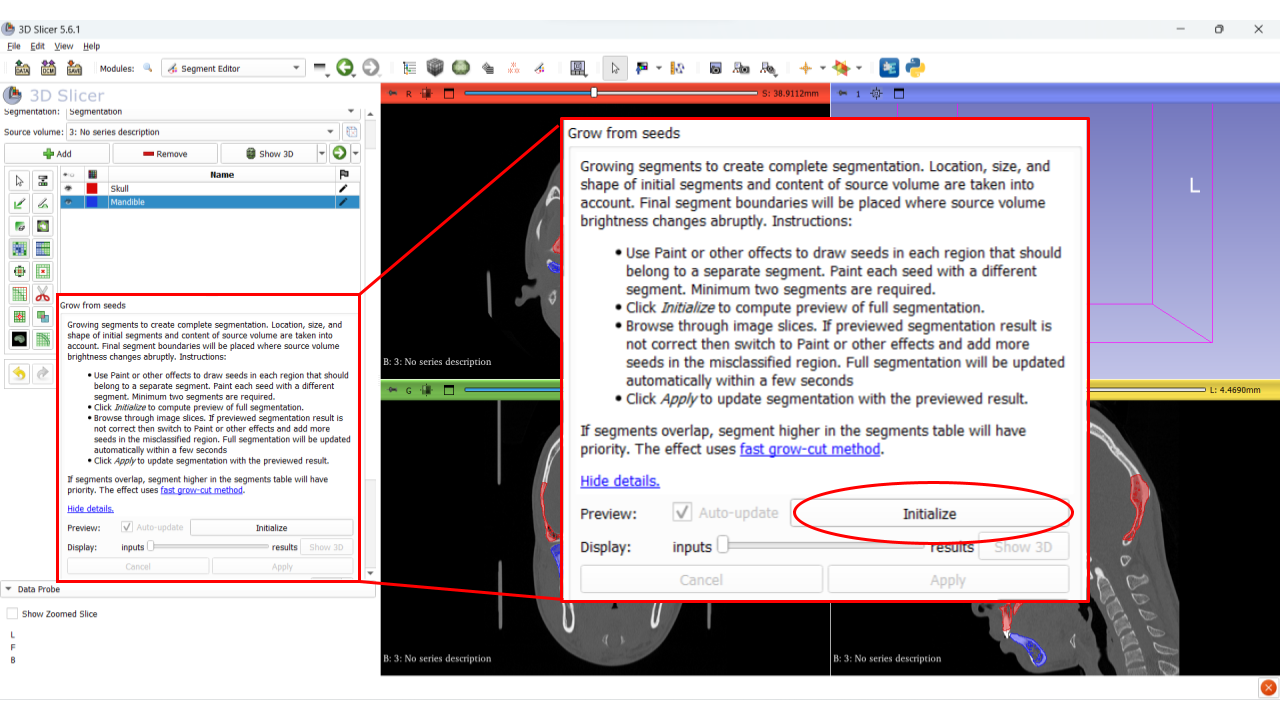 3D Slicer 5.6.1
File Edit View Help
DATA DCM SAVE Modules: Segment Editor
3D Slicer
Segmentation: Segmentation
Source volume: 3: No series description
Add Remove Show 3D
Name
Skull
Mandible
Grow from seeds
Growing segments to create complete segmentation. Location, size, and
shape of initial segments and content of source volume are taken into
account. Final segment boundaries will be placed where source volume
brightness changes abruptly. Instructions:
• Use Paint or other effects to draw seeds in each region that should
belong to a separate segment. Paint each seed with a different
segment. Minimum two segments are required.
• Click Initialize to compute preview of full segmentation.
• Browse through image slices. If previewed segmentation result is
not correct then switch to Paint or other effects and add more
seeds in the misclassified region. Full segmentation will be updated
automatically within a few seconds
• Click Apply to update segmentation with the previewed result.
If segments overlap, segment higher in the segments table will have
priority. The effect uses fast grow-cut method.
Hide details.
Preview: Auto-update Initialize
Display: inputs results Show 3D
Cancel Apply
Data Probe
Show Zoomed Slice
L
F
B
R S: 38.9112mm
B: 3: No series description
1
L
G
B: 3: No series description
L: 4.4690mm
B: 3: No series description
Grow from seeds
Growing segments to create complete segmentation. Location, size, and
shape of initial segments and content of source volume are taken into
account. Final segment boundaries will be placed where source volume
brightness changes abruptly. Instructions:
• Use Paint or other effects to draw seeds in each region that should
belong to a separate segment. Paint each seed with a different
segment. Minimum two segments are required.
• Click Initialize to compute preview of full segmentation.
• Browse through image slices. If previewed segmentation result is
not correct then switch to Paint or other effects and add more
seeds in the misclassified region. Full segmentation will be updated
automatically within a few seconds
• Click Apply to update segmentation with the previewed result.
If segments overlap, segment higher in the segments table will have
priority. The effect uses fast grow-cut method.
Hide details.
Preview: Auto-update Initialize
Display: inputs results Show 3D
Cancel Apply